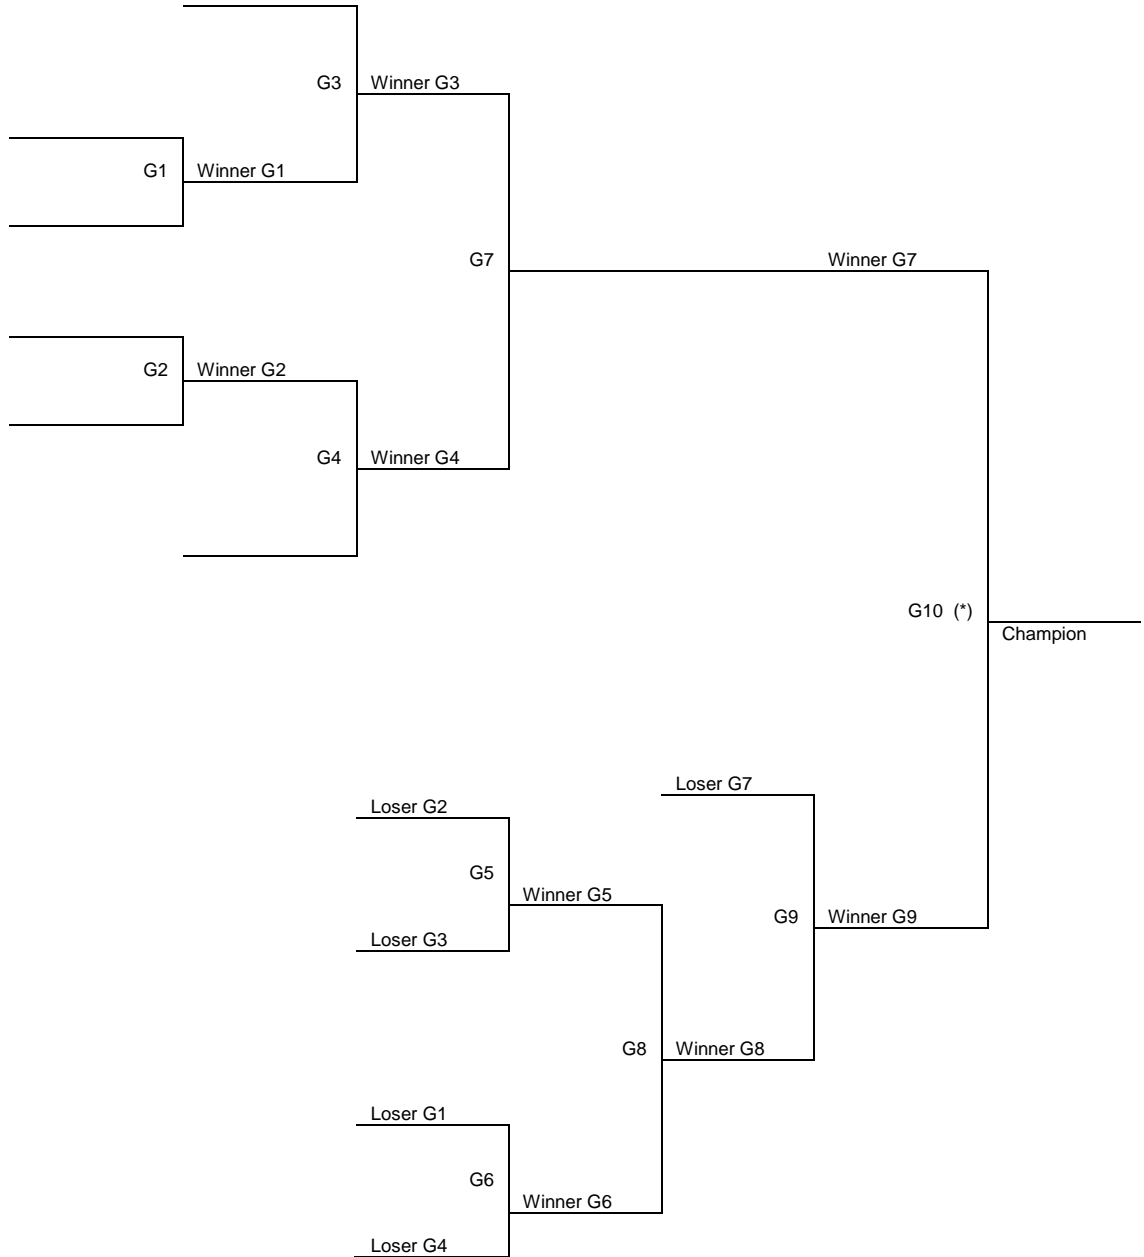 G3
Winner G3
G1
Winner G1
G7
Winner G7
G2
Winner G2
G4
Winner G4
G10 (*)
Champion
Loser G7
Loser G2
G5
Winner G5
G9
Winner G9
Loser G3
G8
Winner G8
Loser G1
G6
Winner G6
Loser G4